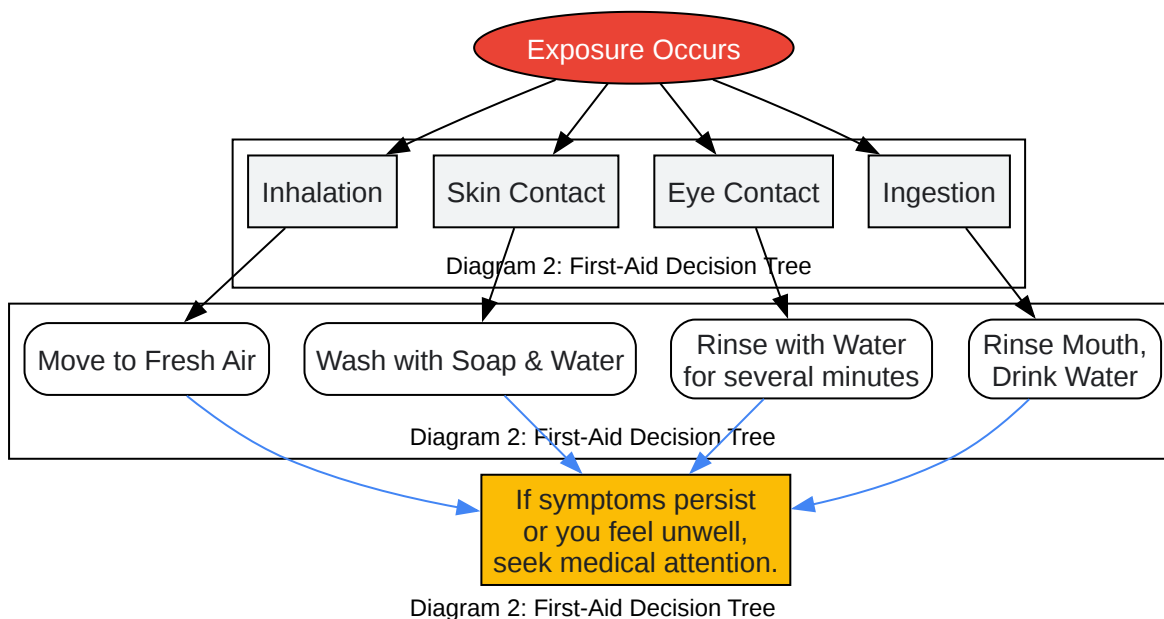 Exposure Occurs
Inhalation
Skin Contact
Eye Contact
Ingestion
Diagram 2: First-Aid Decision Tree
Move to Fresh Air
Wash with Soap & Water
Rinse with Water
for several minutes
Rinse Mouth,
Drink Water
Diagram 2: First-Aid Decision Tree
If symptoms persist
or you feel unwell,
seek medical attention.
Diagram 2: First-Aid Decision Tree